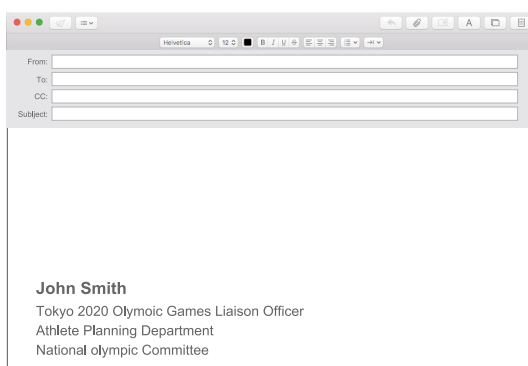 Helvetica 12 B I U S
A
From:
To:
CC:
Subject:
John Smith
Tokyo 2020 Olymoic Games Liaison Officer
Athlete Planning Department
National olympic Committee